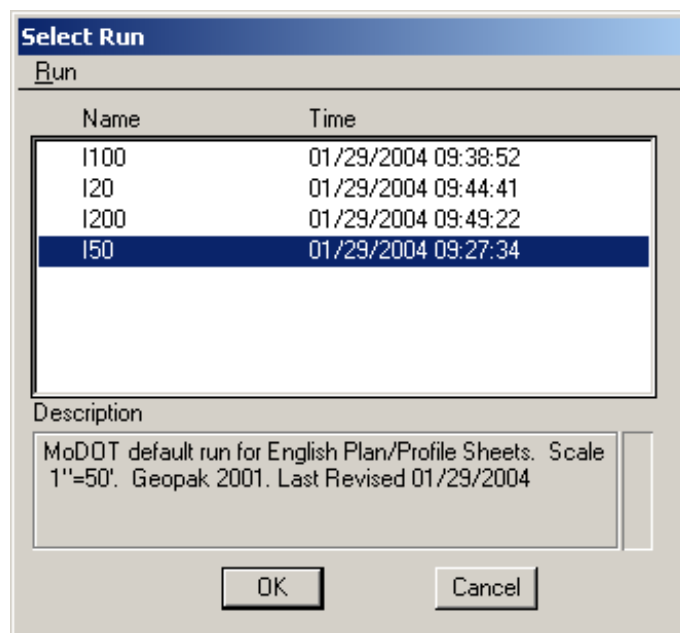 Select Run
Run
Name Time
I100 01/29/2004 09:38:52
I20 01/29/2004 09:44:41
I200 01/29/2004 09:49:22
I50 01/29/2004 09:27:34
Description
MoDOT default run for English Plan/Profile Sheets. Scale
1"=50'. Geopak 2001. Last Revised 01/29/2004
OK Cancel